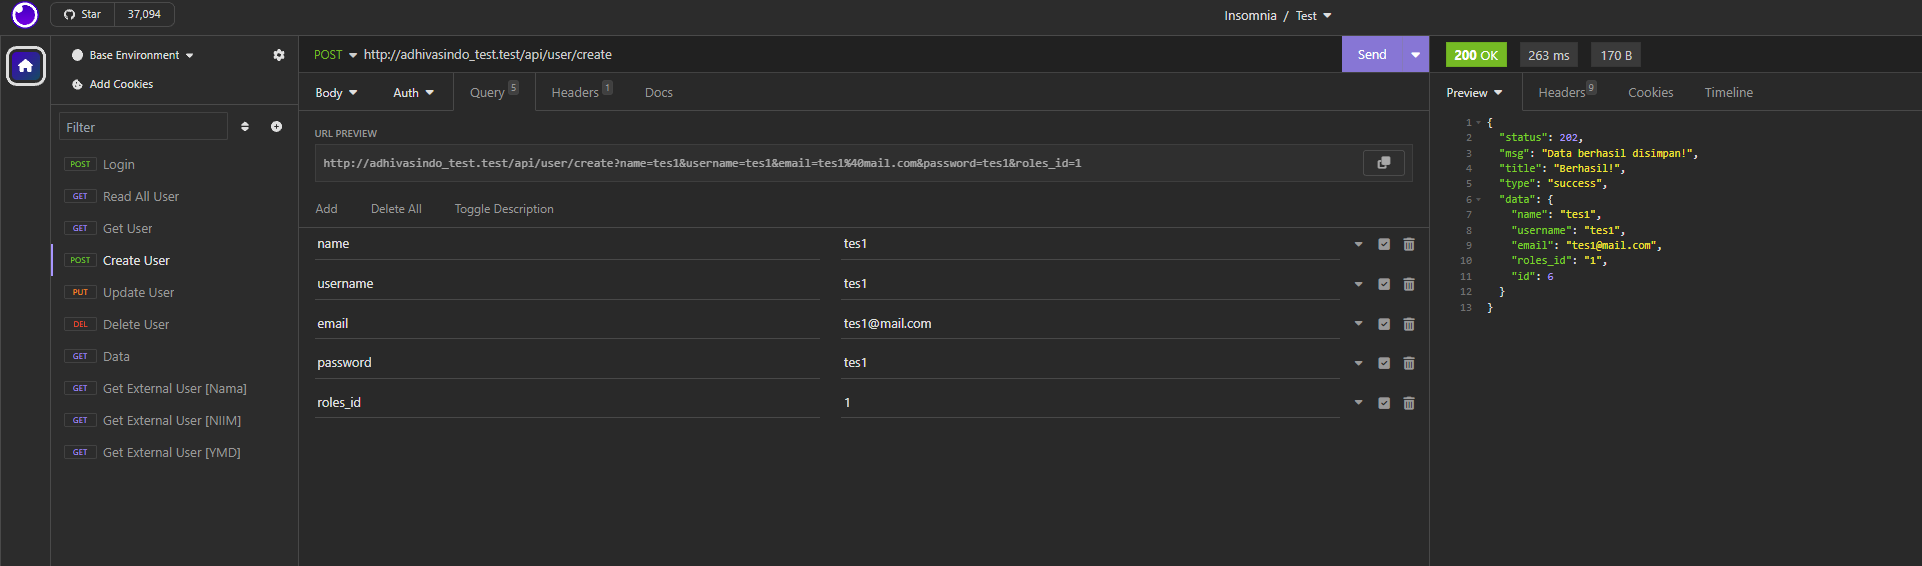 Star 37,094
Insomnia / Test
Base Environment
Add Cookies
Filter
POST Login
GET Read All User
GET Get User
POST Create User
PUT Update User
DEL Delete User
GET Data
GET Get External User [Nama]
GET Get External User [NIIM]
GET Get External User [YMD]
POST http://adhivasindo_test.test/api/user/create
Send
Body Auth Query 5 Headers 1 Docs
URL PREVIEW
http://adhivasindo_test.test/api/user/create?name=tes1&username=tes1&email=tes1%40mail.com&password=tes1&roles_id=1
Add Delete All Toggle Description
name tes1
username tes1
email tes1@mail.com
password tes1
roles_id 1
200 OK 263 ms 170 B
Preview Headers 9 Cookies Timeline
1 {
2 "status": 202,
3 "msg": "Data berhasil disimpan!",
4 "title": "Berhasil!",
5 "type": "success",
6 "data": {
7 "name": "tes1",
8 "username": "tes1",
9 "email": "tes1@mail.com",
10 "roles_id": "1",
11 "id": 6
12 }
13 }